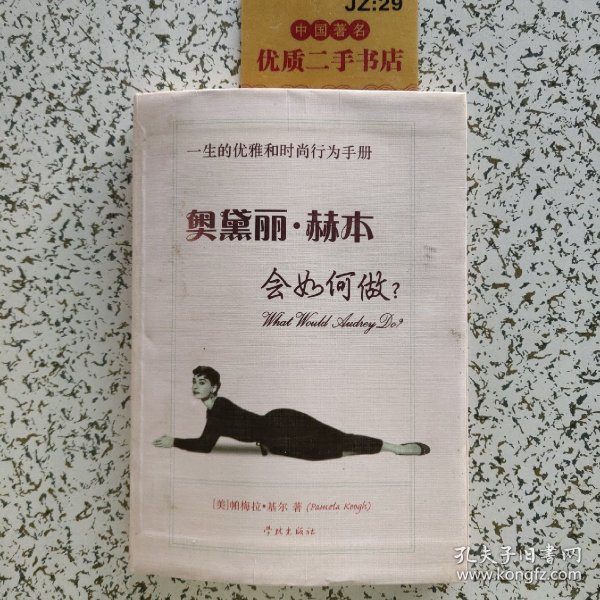 JZ:29
中国著名
优质二手书店
一生的优雅和时尚行为手册
奥黛丽·赫本
会如何做?
What Would Audrey Do?
[美]帕梅拉·基尔 著 (Pamela Keogh)
学林出版社
孔夫子旧书网
www.kongfz.com